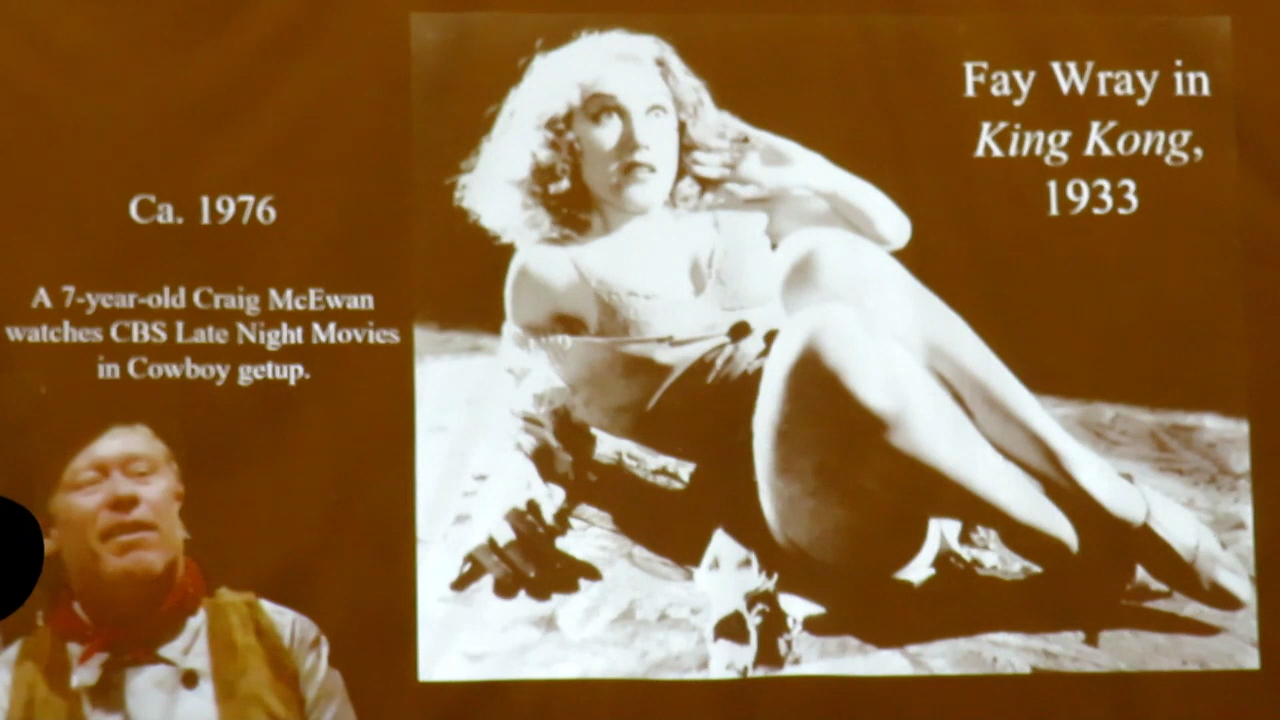 Ca. 1976
A 7-year-old Craig McEwan
watches CBS Late Night Movies
in Cowboy getup.
Fay Wray in
King Kong,
1933